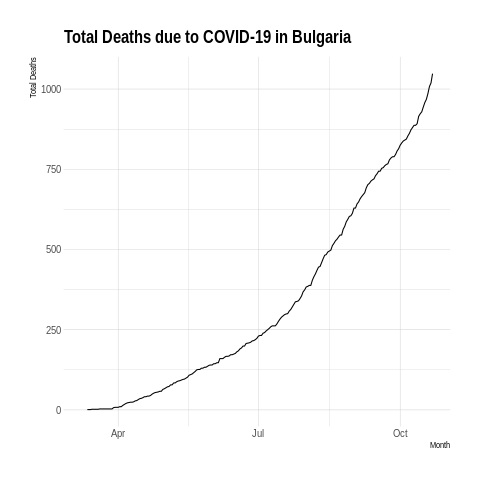 Total Deaths due to COVID-19 in Bulgaria
Total Deaths
1000
750
500
250
0
Apr Jul Oct
Month